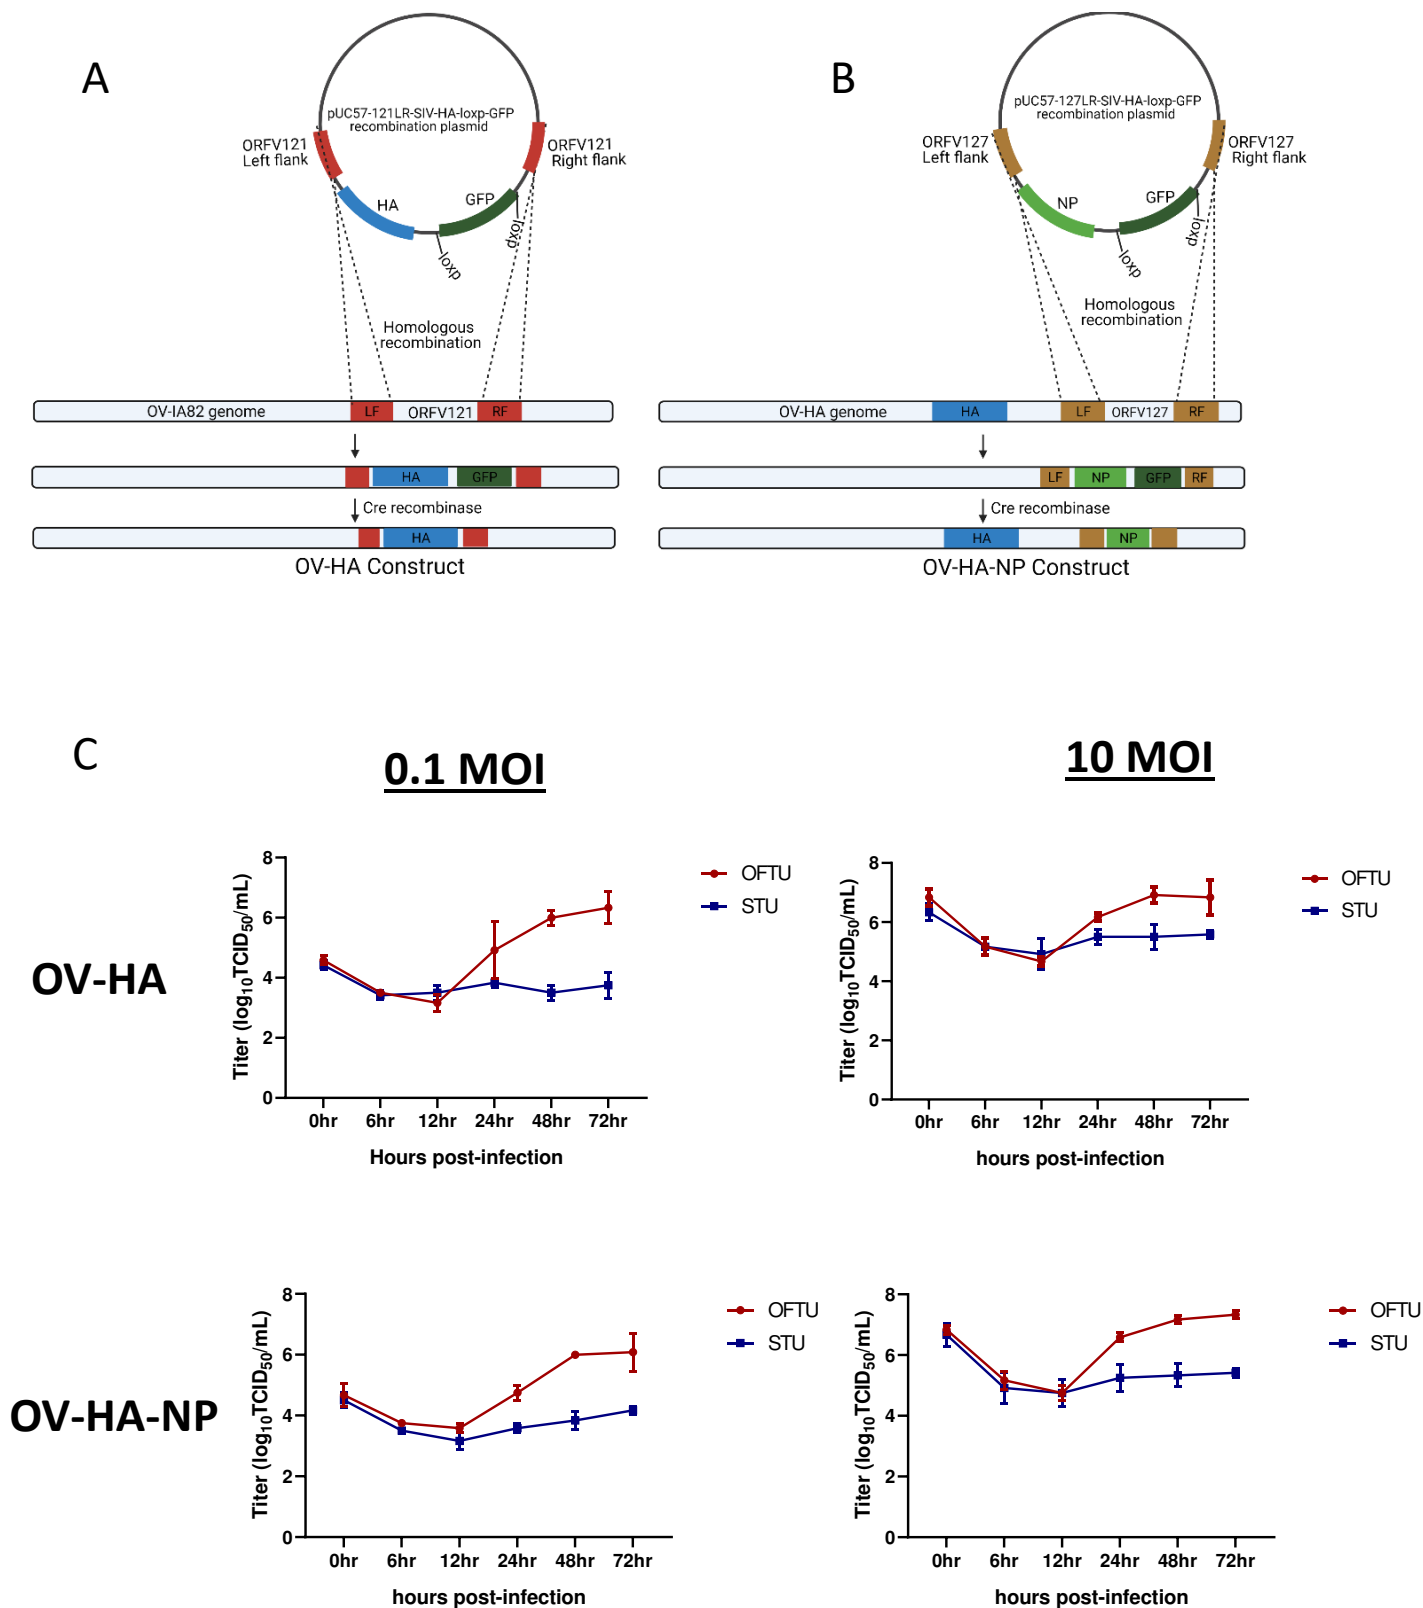 A
pUC57-121LR-SIV-HA-loxp-GFP
recombination plasmid
ORFV121
Left flank
ORFV121
Right flank
HA
GFP
loxp
loxp
Homologous
recombination
OV-IA82 genome
LF
ORFV121
RF
HA
GFP
Cre recombinase
HA
OV-HA Construct
B
pUC57-127LR-SIV-HA-loxp-GFP
recombination plasmid
ORFV127
Left flank
ORFV127
Right flank
NP
GFP
loxp
loxp
Homologous
recombination
OV-HA genome
HA
LF
ORFV127
RF
LF
NP
GFP
RF
Cre recombinase
HA
NP
OV-HA-NP Construct
C
0.1 MOI
10 MOI
OV-HA
Titer (log10TCID50/mL)
8
6
4
2
0
0hr 6hr 12hr 24hr 48hr 72hr
Hours post-infection
OFTU
STU
Titer (log10TCID50/mL)
8
6
4
2
0
0hr 6hr 12hr 24hr 48hr 72hr
hours post-infection
OFTU
STU
OV-HA-NP
Titer (log10TCID50/mL)
8
6
4
2
0
0hr 6hr 12hr 24hr 48hr 72hr
hours post-infection
OFTU
STU
Titer (log10TCID50/mL)
8
6
4
2
0
0hr 6hr 12hr 24hr 48hr 72hr
hours post-infection
OFTU
STU